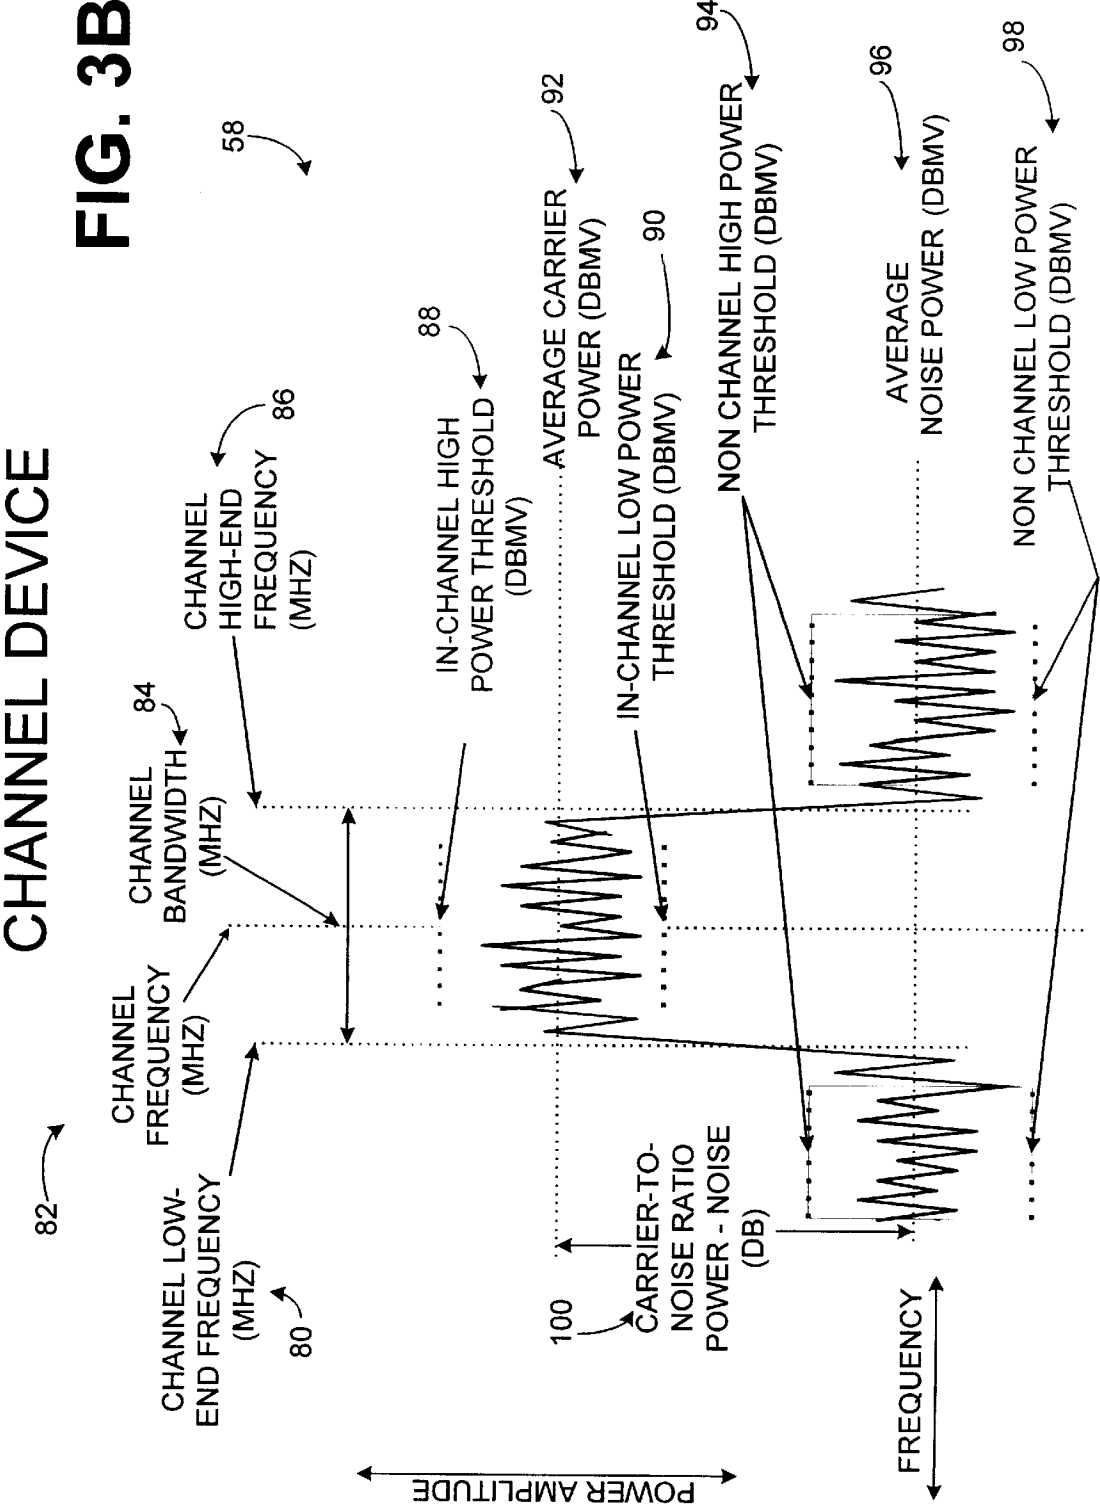 CHANNEL DEVICE
FIG. 3B
58
82
CHANNEL LOW-
END FREQUENCY
(MHZ)
80
CHANNEL
FREQUENCY
(MHZ)
CHANNEL
BANDWIDTH
(MHZ)
84
CHANNEL
HIGH-END
FREQUENCY
(MHZ)
86
IN-CHANNEL HIGH
POWER THRESHOLD
(DBMV)
88
AVERAGE CARRIER
POWER (DBMV)
92
IN-CHANNEL LOW POWER
THRESHOLD (DBMV)
90
NON CHANNEL HIGH POWER
THRESHOLD (DBMV)
94
AVERAGE
NOISE POWER (DBMV)
96
NON CHANNEL LOW POWER
THRESHOLD (DBMV)
98
100
CARRIER-TO-
NOISE RATIO
POWER - NOISE
(DB)
POWER AMPLITUDE
FREQUENCY